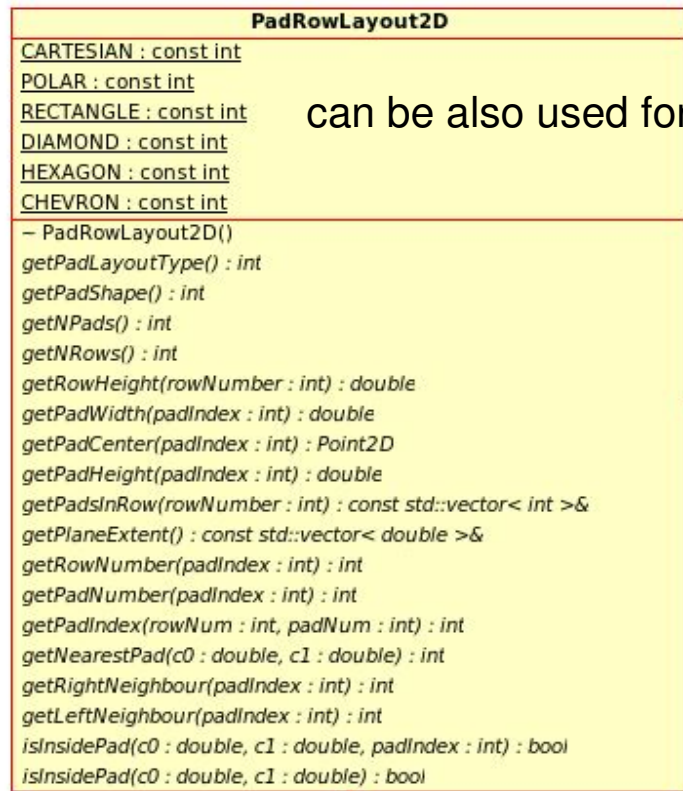 PadRowLayout2D
CARTESIAN : const int
POLAR : const int
RECTANGLE : const int
can be also used for
DIAMOND : const int
HEXAGON : const int
CHEVRON : const int
~ PadRowLayout2D()
getPadLayoutType() : int
getPadShape() : int
getNPads() : int
getNRows() : int
getRowHeight(rowNumber : int) : double
getPadWidth(padIndex : int) : double
getPadCenter(padIndex : int) : Point2D
getPadHeight(padIndex : int) : double
getPadsInRow(rowNumber : int) : const std::vector< int >&
getPlaneExtent() : const std::vector< double >&
getRowNumber(padIndex : int) : int
getPadNumber(padIndex : int) : int
getPadIndex(rowNum : int, padNum : int) : int
getNearestPad(c0 : double, c1 : double) : int
getRightNeighbour(padIndex : int) : int
getLeftNeighbour(padIndex : int) : int
isInsidePad(c0 : double, c1 : double, padIndex : int) : bool
isInsidePad(c0 : double, c1 : double) : bool